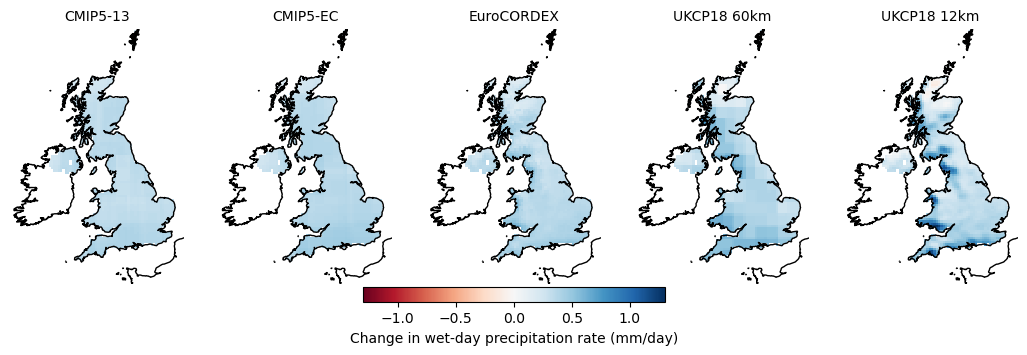 CMIP5-13 CMIP5-EC EuroCORDEX UKCP18 60km UKCP18 12km
−1.0 −0.5 0.0 0.5 1.0
Change in wet-day precipitation rate (mm/day)